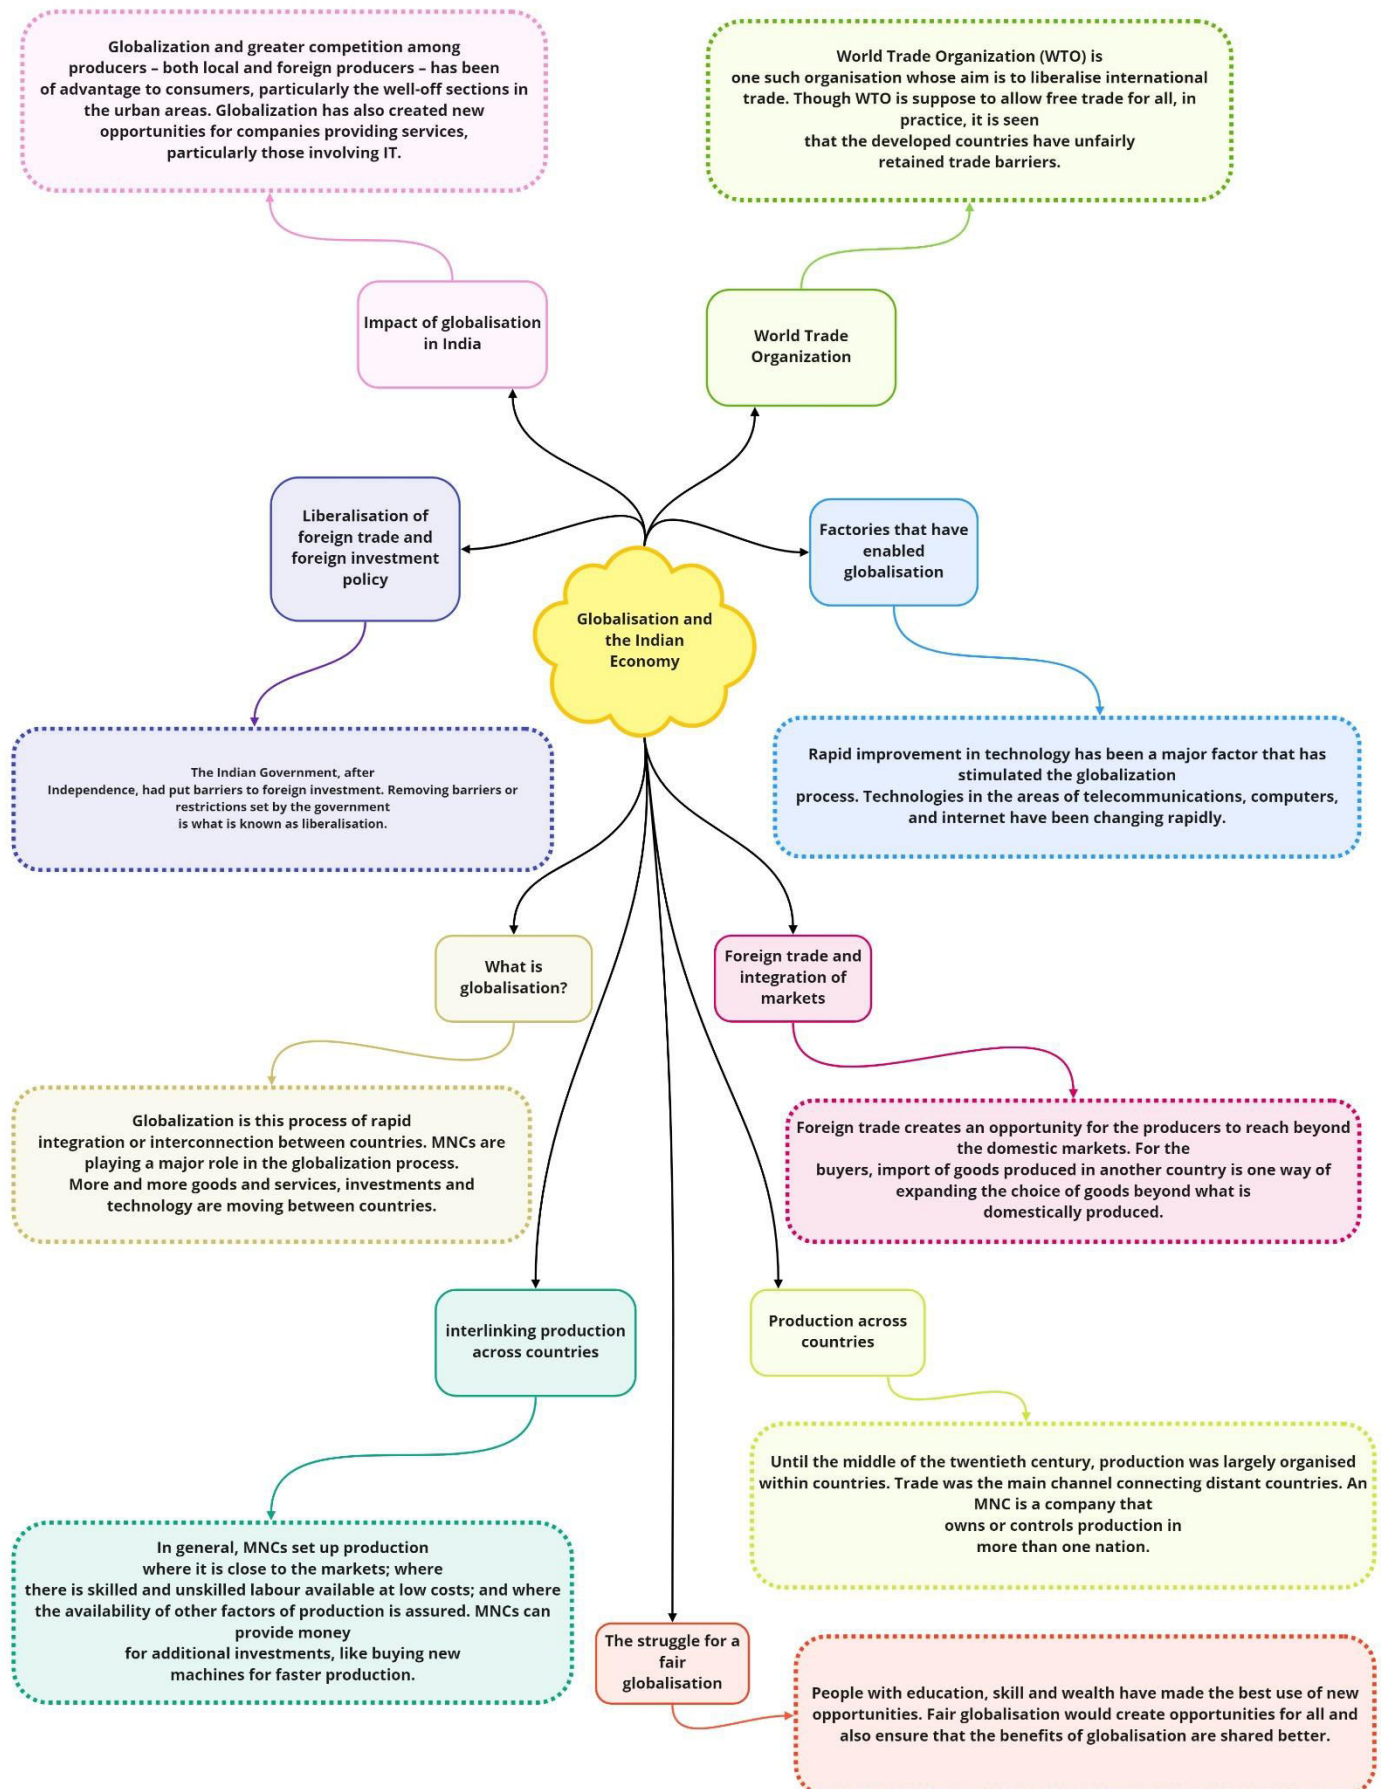 Globalization and greater competition among
producers – both local and foreign producers – has been
of advantage to consumers, particularly the well-off sections in
the urban areas. Globalization has also created new
opportunities for companies providing services,
particularly those involving IT.
World Trade Organization (WTO) is
one such organisation whose aim is to liberalise international
trade. Though WTO is suppose to allow free trade for all, in
practice, it is seen
that the developed countries have unfairly
retained trade barriers.
Impact of globalisation
in India
World Trade
Organization
Liberalisation of
foreign trade and
foreign investment
policy
Factories that have
enabled
globalisation
Globalisation and
the Indian
Economy
The Indian Government, after
Independence, had put barriers to foreign investment. Removing barriers or
restrictions set by the government
is what is known as liberalisation.
Rapid improvement in technology has been a major factor that has
stimulated the globalization
process. Technologies in the areas of telecommunications, computers,
and internet have been changing rapidly.
What is
globalisation?
Foreign trade and
integration of
markets
Globalization is this process of rapid
integration or interconnection between countries. MNCs are
playing a major role in the globalization process.
More and more goods and services, investments and
technology are moving between countries.
Foreign trade creates an opportunity for the producers to reach beyond
the domestic markets. For the
buyers, import of goods produced in another country is one way of
expanding the choice of goods beyond what is
domestically produced.
interlinking production
across countries
Production across
countries
In general, MNCs set up production
where it is close to the markets; where
there is skilled and unskilled labour available at low costs; and where
the availability of other factors of production is assured. MNCs can
provide money
for additional investments, like buying new
machines for faster production.
Until the middle of the twentieth century, production was largely organised
within countries. Trade was the main channel connecting distant countries. An
MNC is a company that
owns or controls production in
more than one nation.
The struggle for a
fair
globalisation
People with education, skill and wealth have made the best use of new
opportunities. Fair globalisation would create opportunities for all and
also ensure that the benefits of globalisation are shared better.